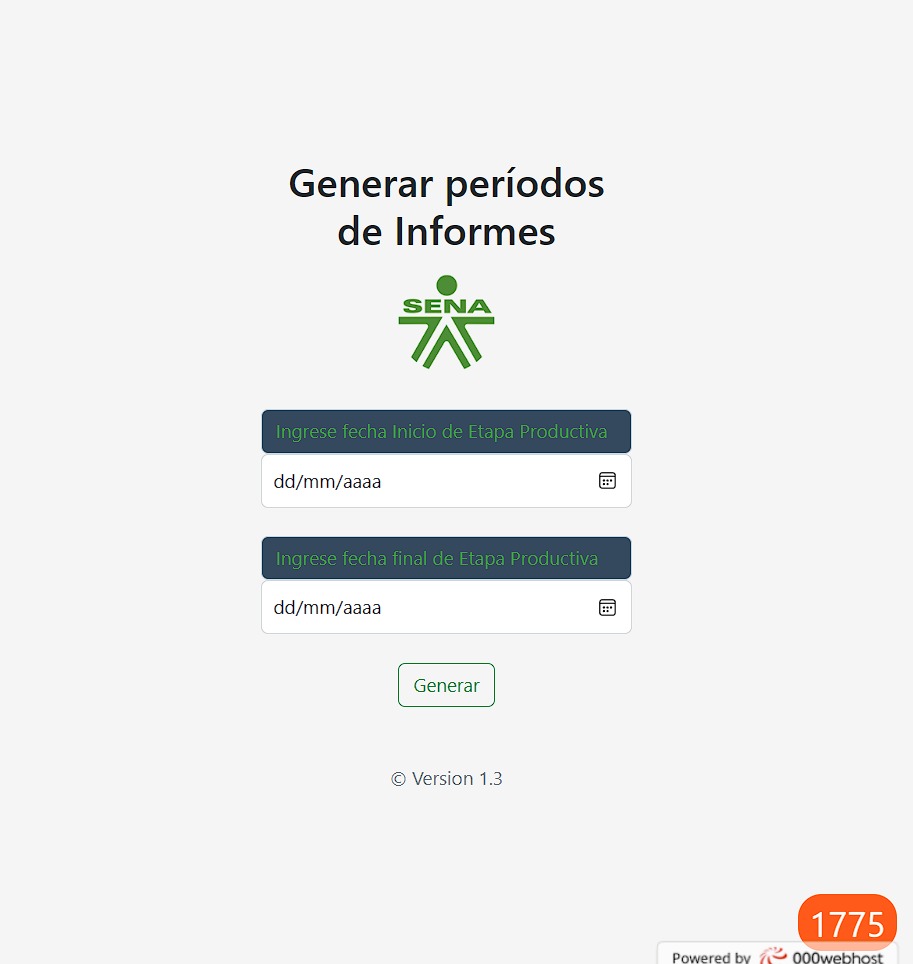 Generar períodos
de Informes
SENA
Ingrese fecha Inicio de Etapa Productiva
dd/mm/aaaa
Ingrese fecha final de Etapa Productiva
dd/mm/aaaa
Generar
© Version 1.3
1775
Powered by 000webhost